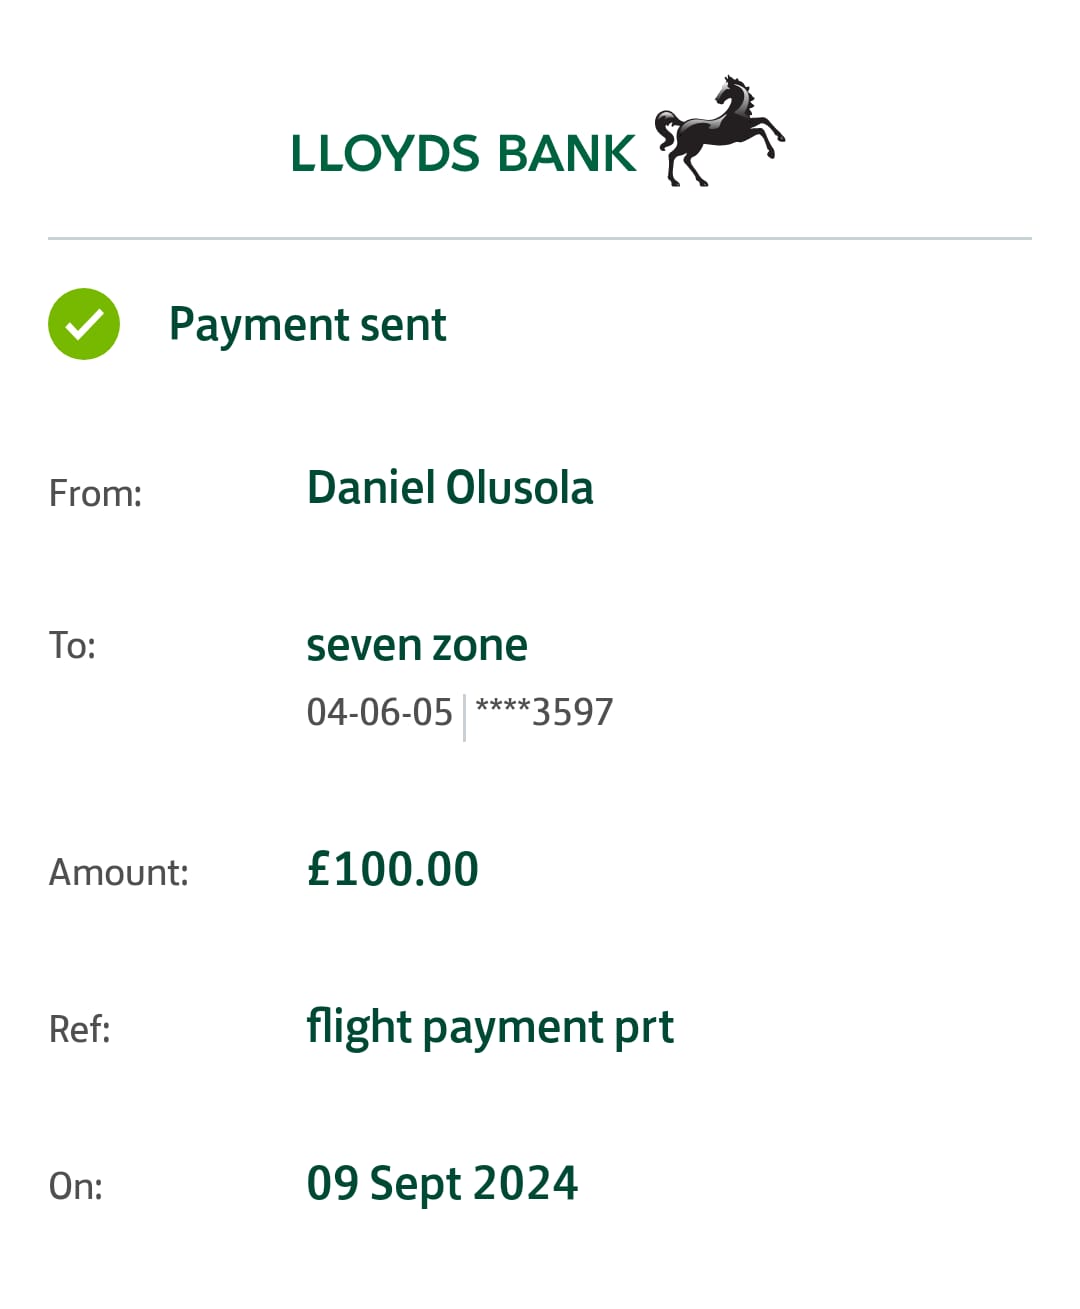 LLOYDS BANK
Payment sent
From: Daniel Olusola
To: seven zone
04-06-05 | ****3597
Amount: £100.00
Ref: flight payment prt
On: 09 Sept 2024